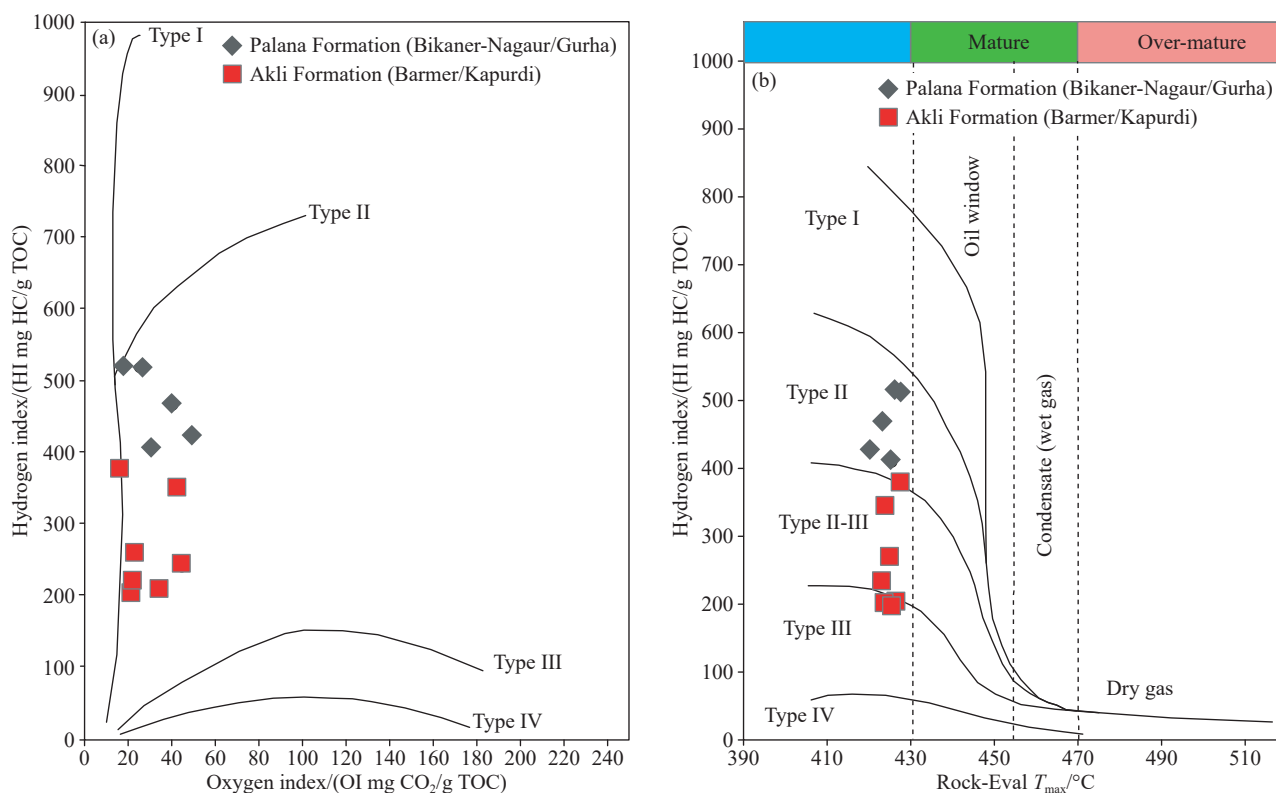 (a)
Type I
Palana Formation (Bikaner-Nagaur/Gurha)
Akli Formation (Barmer/Kapurdi)
Type II
Type III
Type IV
Hydrogen index/(HI mg HC/g TOC)
1000
900
800
700
600
500
400
300
200
100
0
0 20 40 60 80 100 120 140 160 180 200 220 240
Oxygen index/(OI mg CO₂/g TOC)
Mature
Over-mature
(b)
Palana Formation (Bikaner-Nagaur/Gurha)
Akli Formation (Barmer/Kapurdi)
Type I
Type II
Type II-III
Type III
Type IV
Oil window
Condensate (wet gas)
Dry gas
Hydrogen index/(HI mg HC/g TOC)
1000
900
800
700
600
500
400
300
200
100
0
390 410 430 450 470 490 510
Rock-Eval Tmax/°C